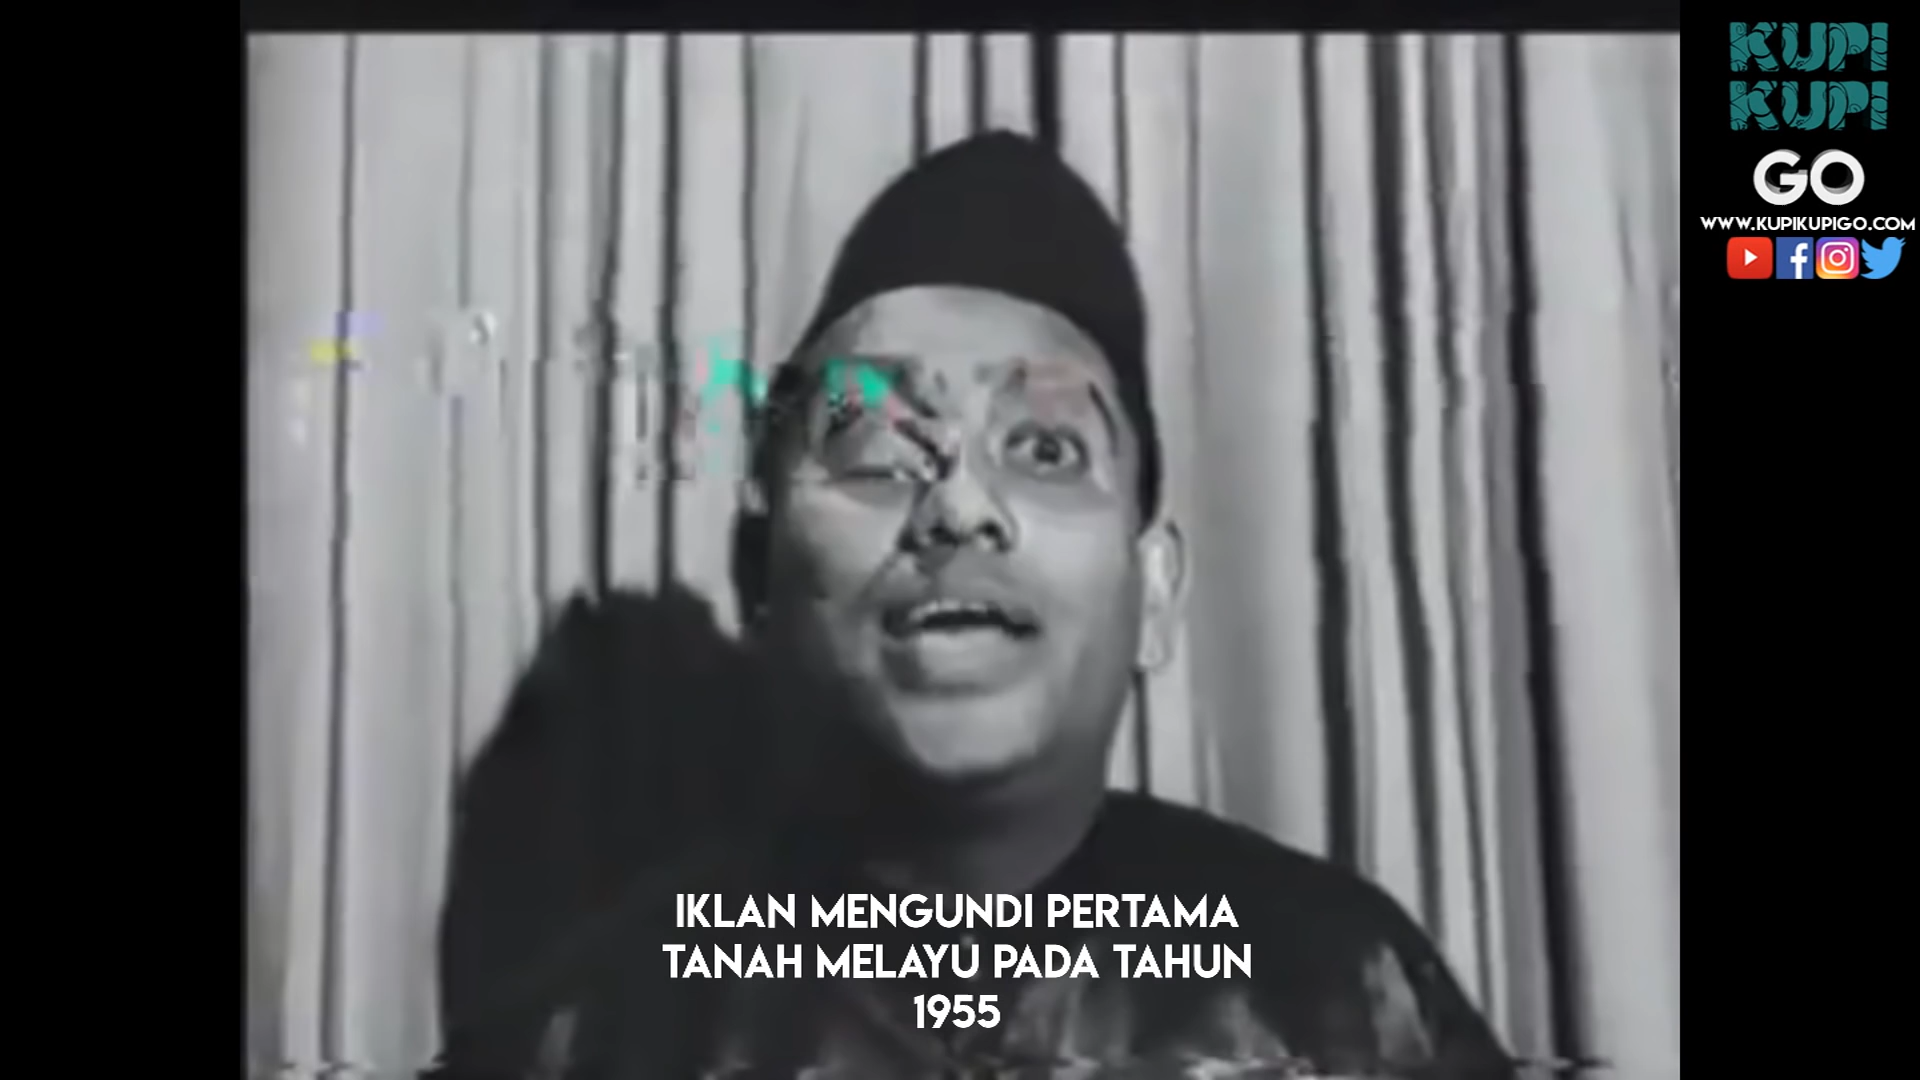 KUPI
KUPI
GO
WWW.KUPIKUPIGO.COM
IKLAN MENGUNDI PERTAMA
TANAH MELAYU PADA TAHUN
1955